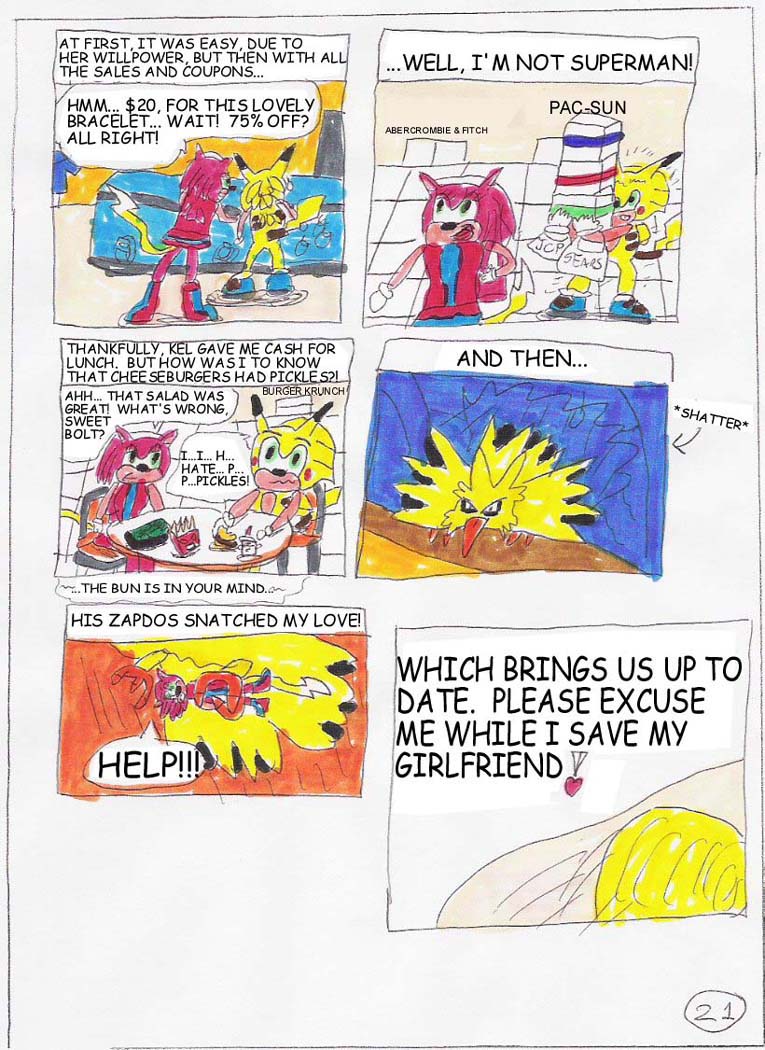 AT FIRST, IT WAS EASY, DUE TO
HER WILLPOWER, BUT THEN WITH ALL
THE SALES AND COUPONS...
HMM... $20, FOR THIS LOVELY
BRACELET... WAIT! 75% OFF?
ALL RIGHT!
...WELL, I'M NOT SUPERMAN!
ABERCROMBIE & FITCH
PAC-SUN
JCP
SEARS
THANKFULLY, KEL GAVE ME CASH FOR
LUNCH. BUT HOW WAS I TO KNOW
THAT CHEESEBURGERS HAD PICKLES?!
BURGER KRUNCH
AHH... THAT SALAD WAS
GREAT! WHAT'S WRONG,
SWEET
BOLT?
I...I... H...
HATE... P...
P...PICKLES!
~...THE BUN IS IN YOUR MIND...~
AND THEN...
*SHATTER*
HIS ZAPDOS SNATCHED MY LOVE!
HELP!!!
WHICH BRINGS US UP TO
DATE. PLEASE EXCUSE
ME WHILE I SAVE MY
GIRLFRIEND
21